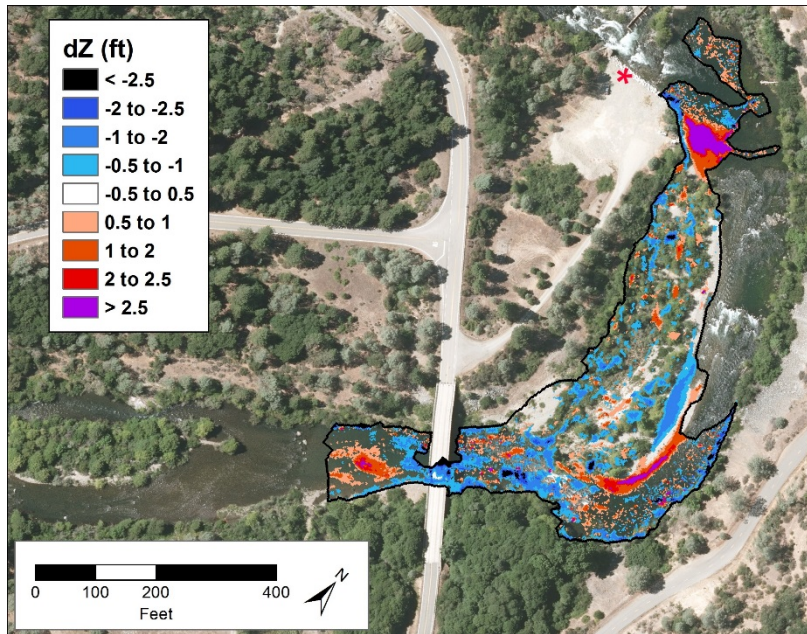 dZ (ft)
< -2.5
-2 to -2.5
-1 to -2
-0.5 to -1
-0.5 to 0.5
0.5 to 1
1 to 2
2 to 2.5
> 2.5
*
0 100 200 400
Feet
N